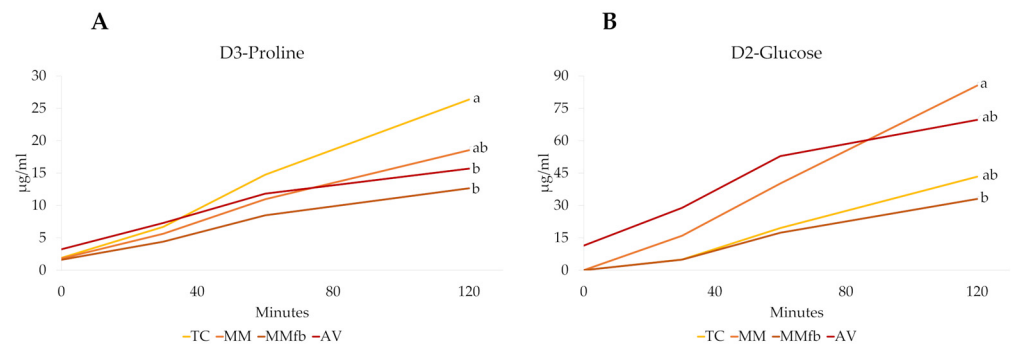 A
D3-Proline
30
25
20
15
10
5
0
µg/ml
a
ab
b
b
0 40 80 120
Minutes
TC MM MMfb AV
B
D2-Glucose
90
75
60
45
30
15
0
µg/ml
a
ab
ab
b
0 40 80 120
Minutes
TC MM MMfb AV